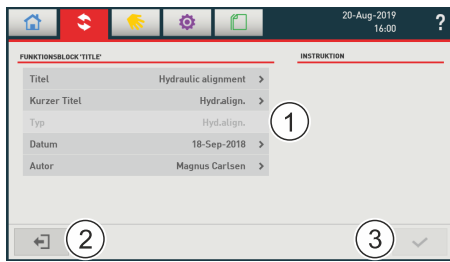 20-Aug-2019
16:00
?
FUNKTIONSBLOCK 'TITLE'
INSTRUKTION
Titel Hydraulic alignment >
Kurzer Titel Hydr.align. >
Typ Hyd.align.
Datum 18-Sep-2018 >
Autor Magnus Carlsen >
1
2
3